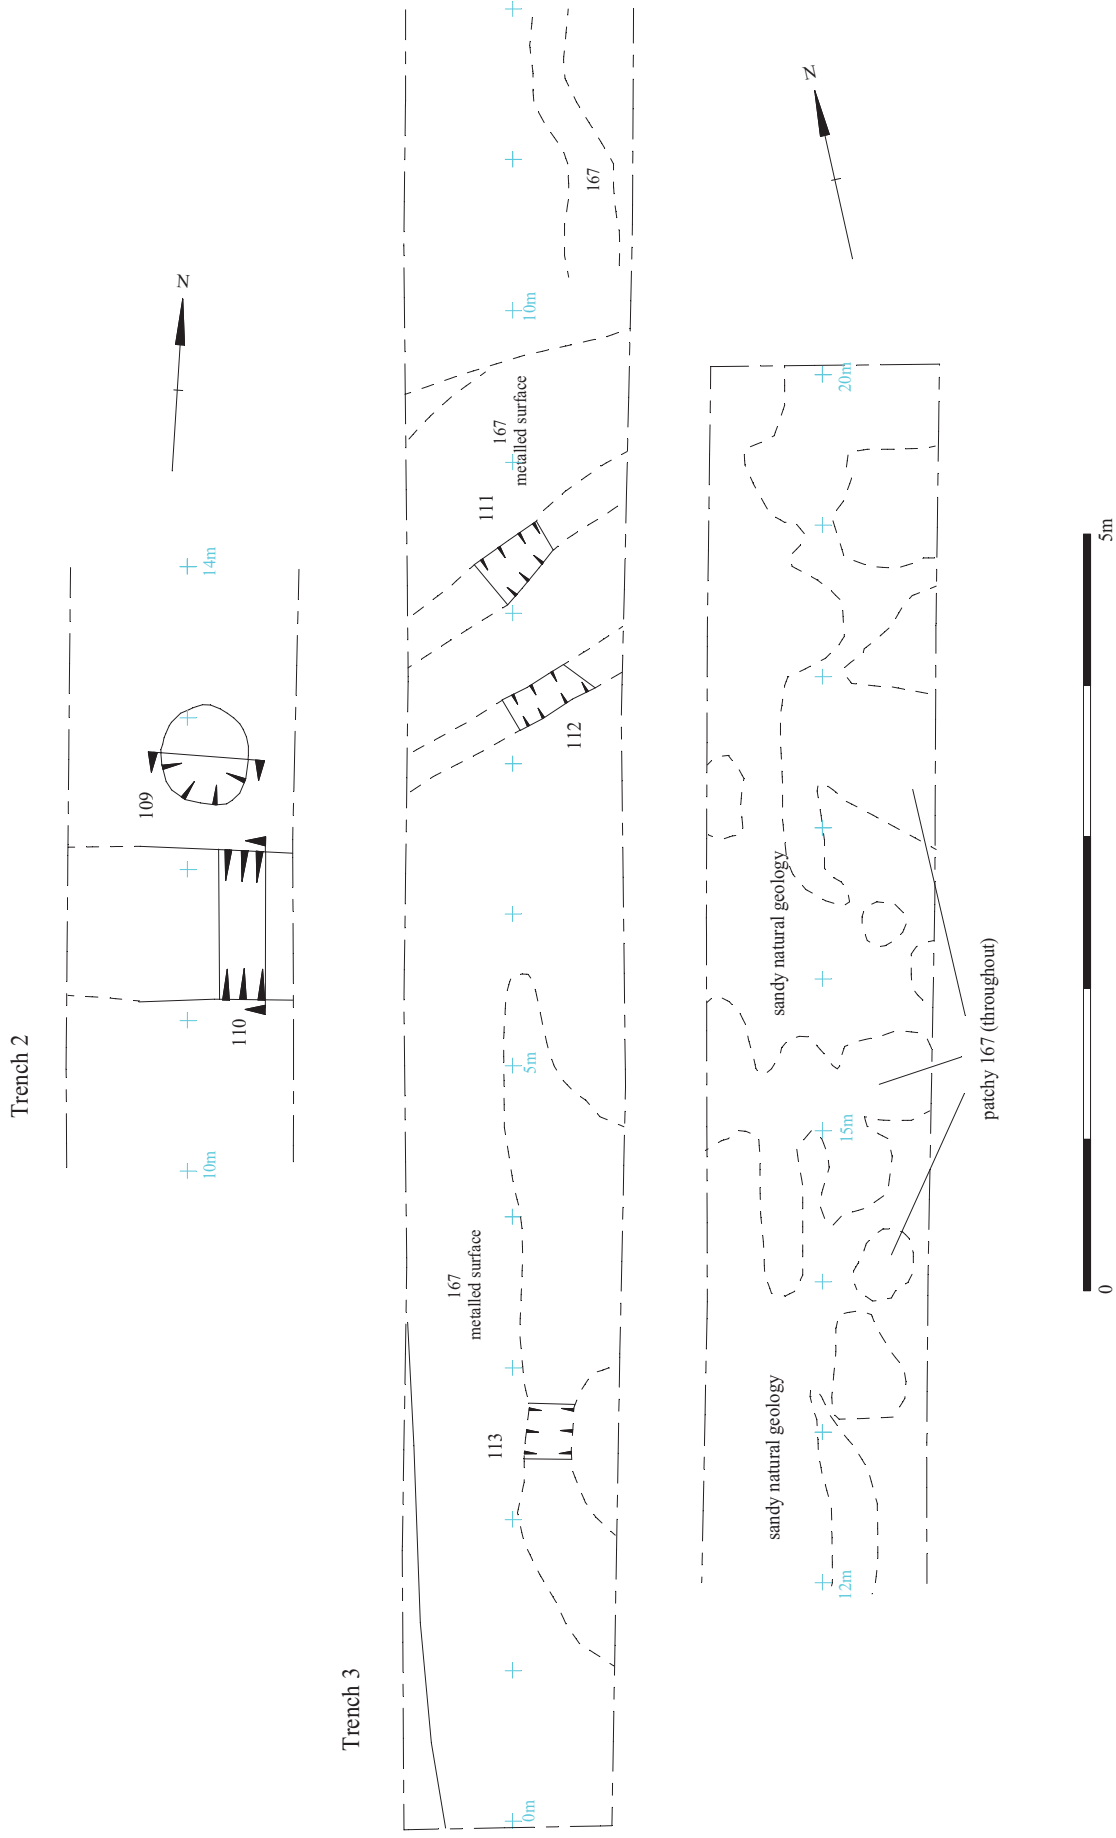 Trench 2
10m
14m
109
110
N
Trench 3
0m
5m
10m
113
167
metalled surface
112
111
167
metalled surface
167
12m
15m
20m
sandy natural geology
sandy natural geology
patchy 167 (throughout)
N
0
5m